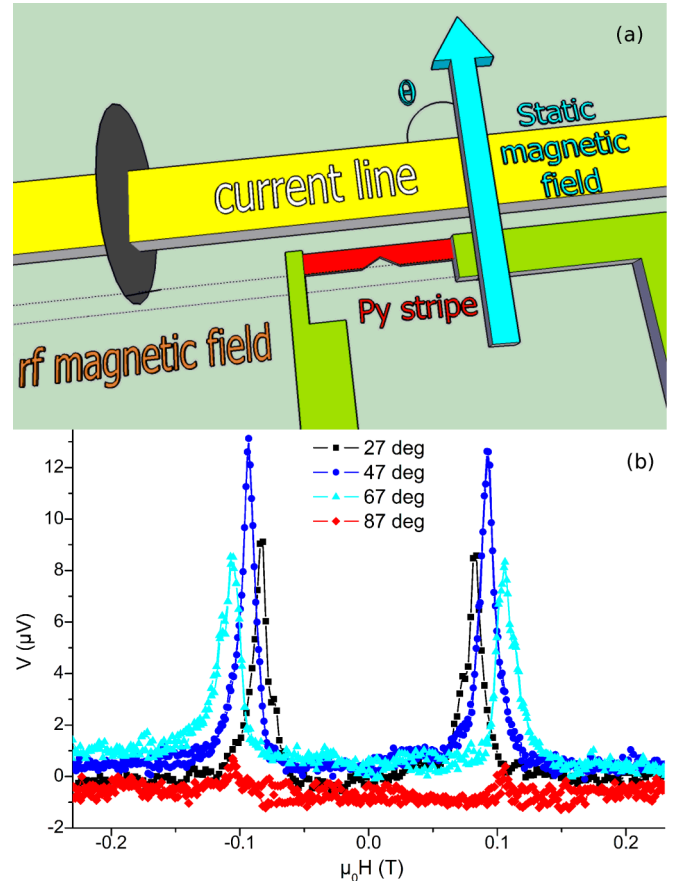 (a)
θ
Static
magnetic
field
current line
Py stripe
rf magnetic field
(b)
27 deg
47 deg
67 deg
87 deg
12
10
8
6
4
2
0
-2
V (µV)
-0.2
-0.1
0.0
0.1
0.2
µ₀H (T)